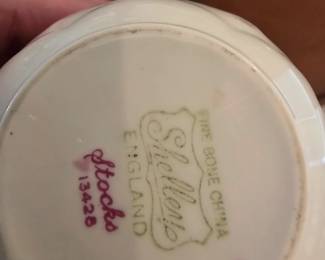 FINE BONE CHINA
Shelley
ENGLAND
Stocks
13428